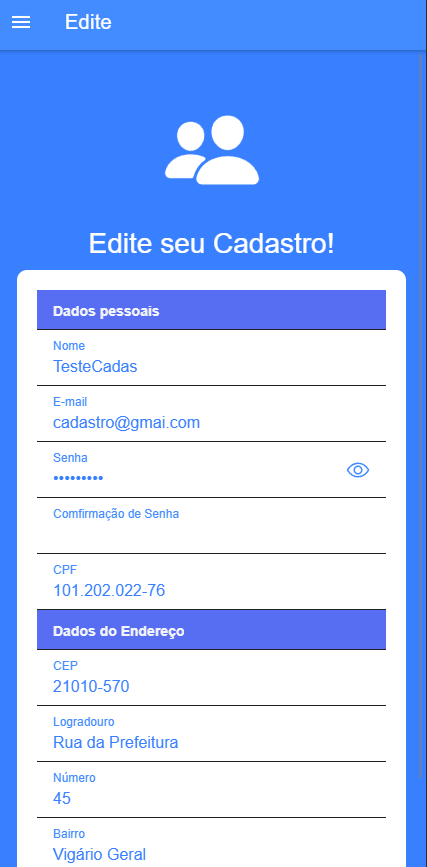 Edite
Edite seu Cadastro!
Dados pessoais
Nome
TesteCadas
E-mail
cadastro@gmai.com
Senha
•••••••••
Comfirmação de Senha
CPF
101.202.022-76
Dados do Endereço
CEP
21010-570
Logradouro
Rua da Prefeitura
Número
45
Bairro
Vigário Geral